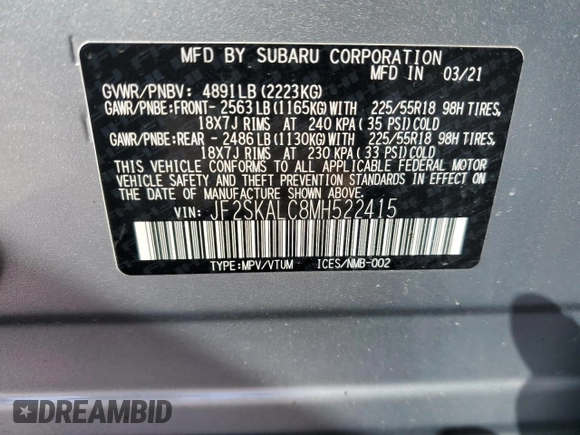 MFD BY SUBARU CORPORATION
MFD IN 03/21
GVWR/PNBV: 4891LB (2223KG)
GAWR/PNBE:FRONT- 2563LB (1165KG) WITH 225/55R18 98H TIRES,
18X7J RIMS AT 240 KPA (35 PSI) COLD
GAWR/PNBE:REAR - 2486LB (1130KG) WITH 225/55R18 98H TIRES,
18X7J RIMS AT 230 KPA (33 PSI) COLD
THIS VEHICLE CONFORMS TO ALL APPLICABLE FEDERAL MOTOR
VEHICLE SAFETY AND THEFT PREVENTION STANDARDS IN EFFECT
ON THE DATE OF MANUFACTURE SHOWN ABOVE.
VIN: JF2SKALC8MH522415
TYPE:MPV/VTUM ICES/NMB-002
DREAMBID